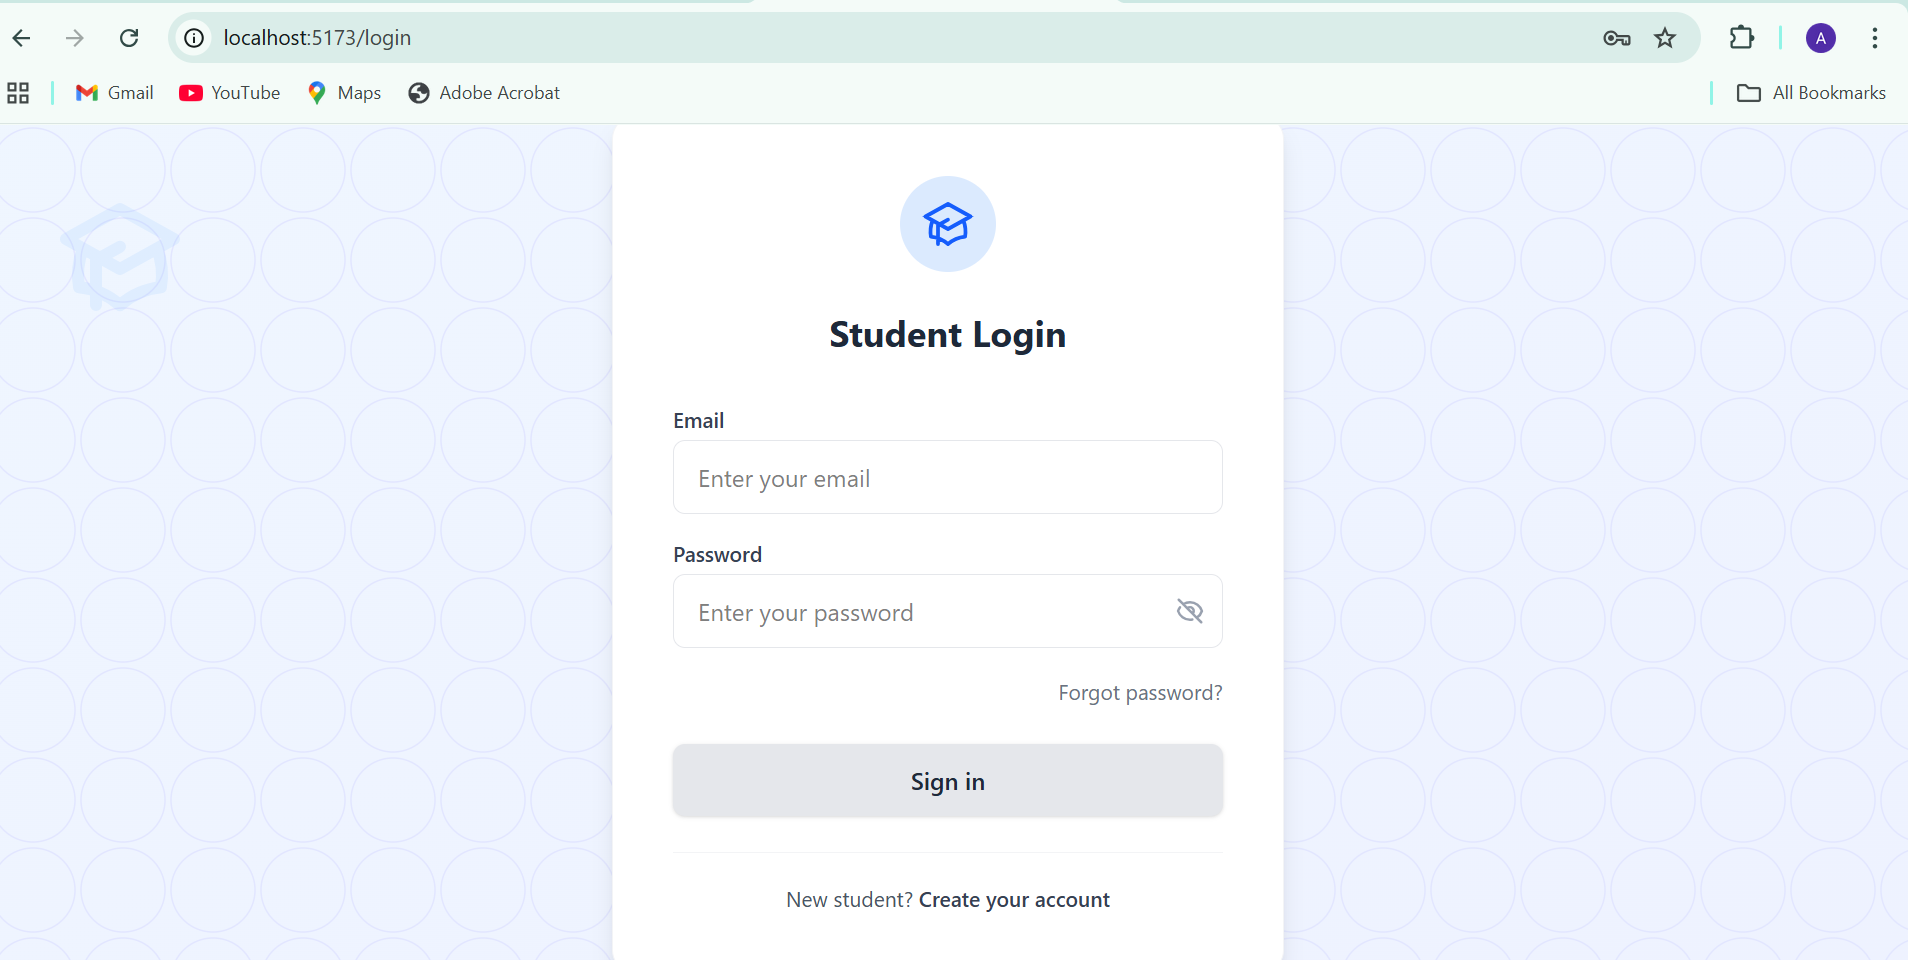 localhost:5173/login
A
Gmail
YouTube
Maps
Adobe Acrobat
All Bookmarks
Student Login
Email
Enter your email
Password
Enter your password
Forgot password?
Sign in
New student? Create your account